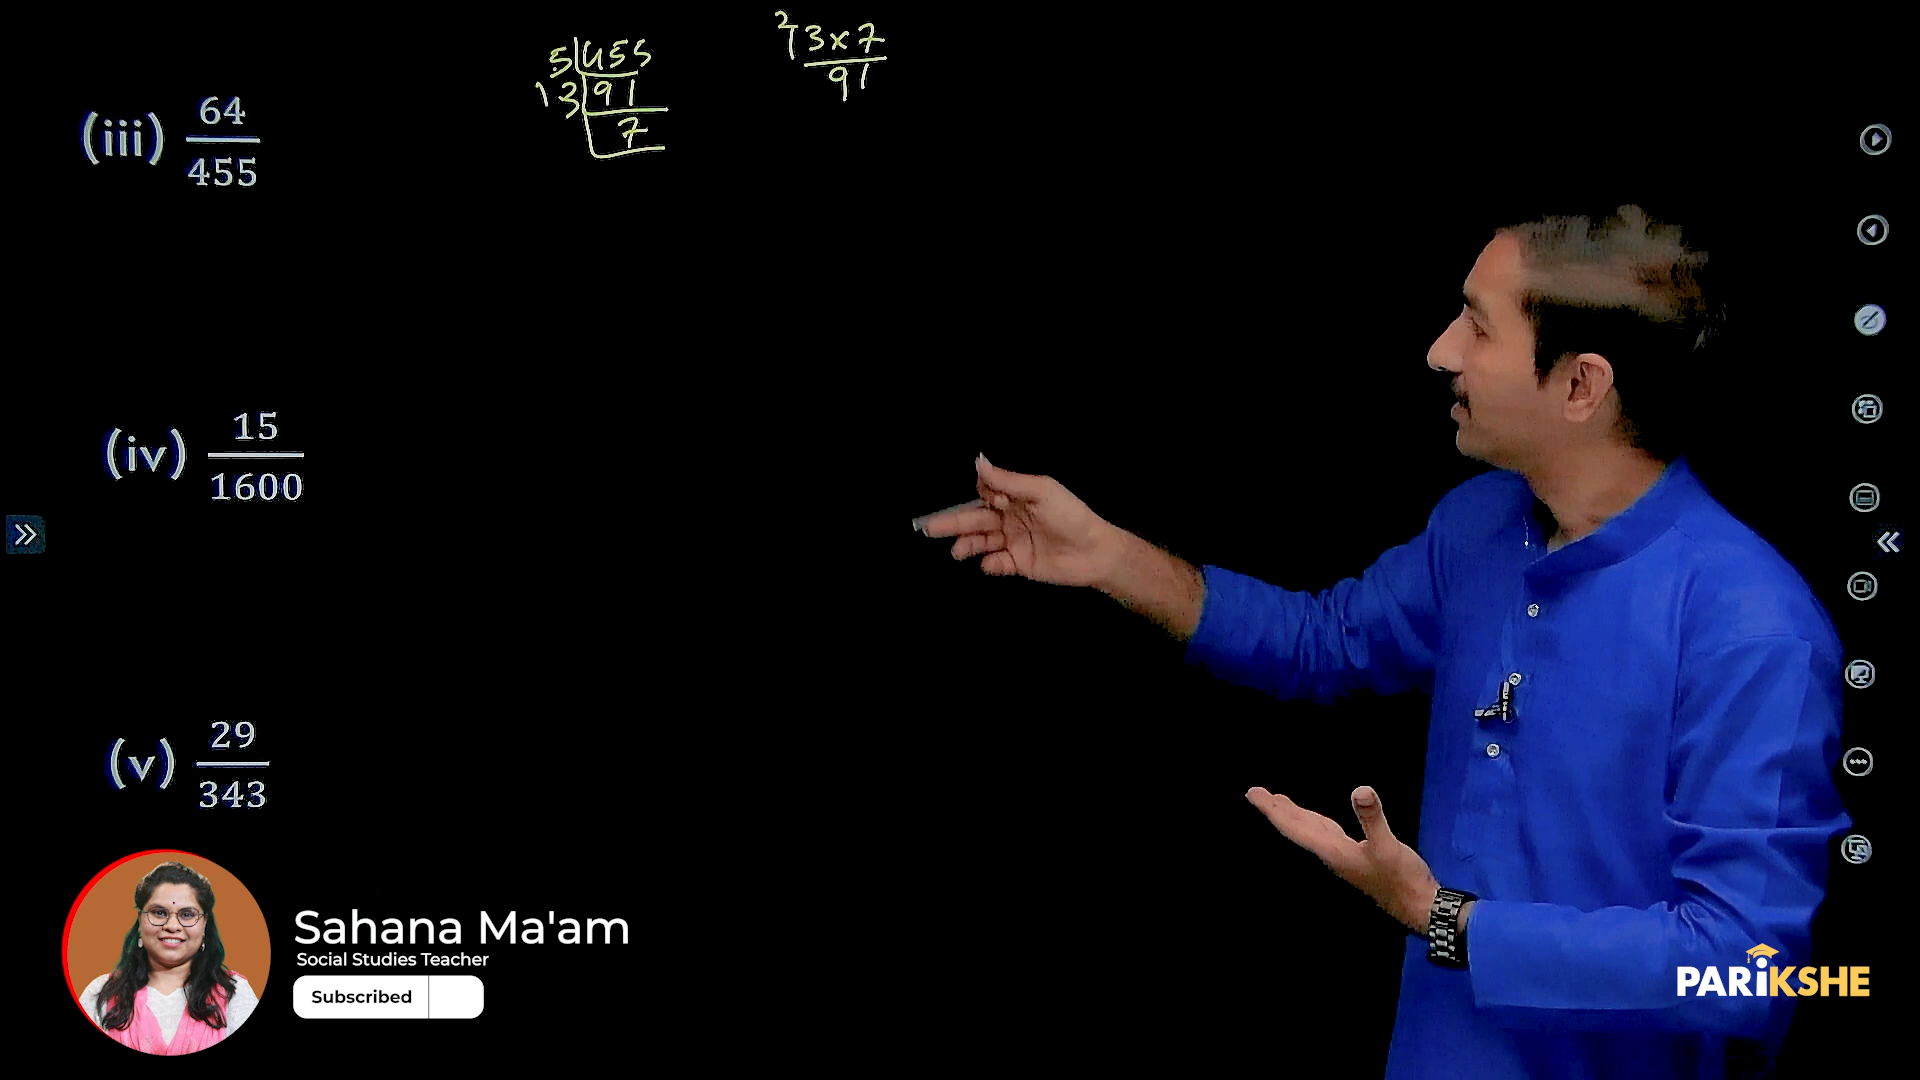 5|455
13|91
7
2
13×7
91
(iii) 64
455
(iv) 15
1600
(v) 29
343
Sahana Ma'am
Social Studies Teacher
Subscribed
PARiKSHE